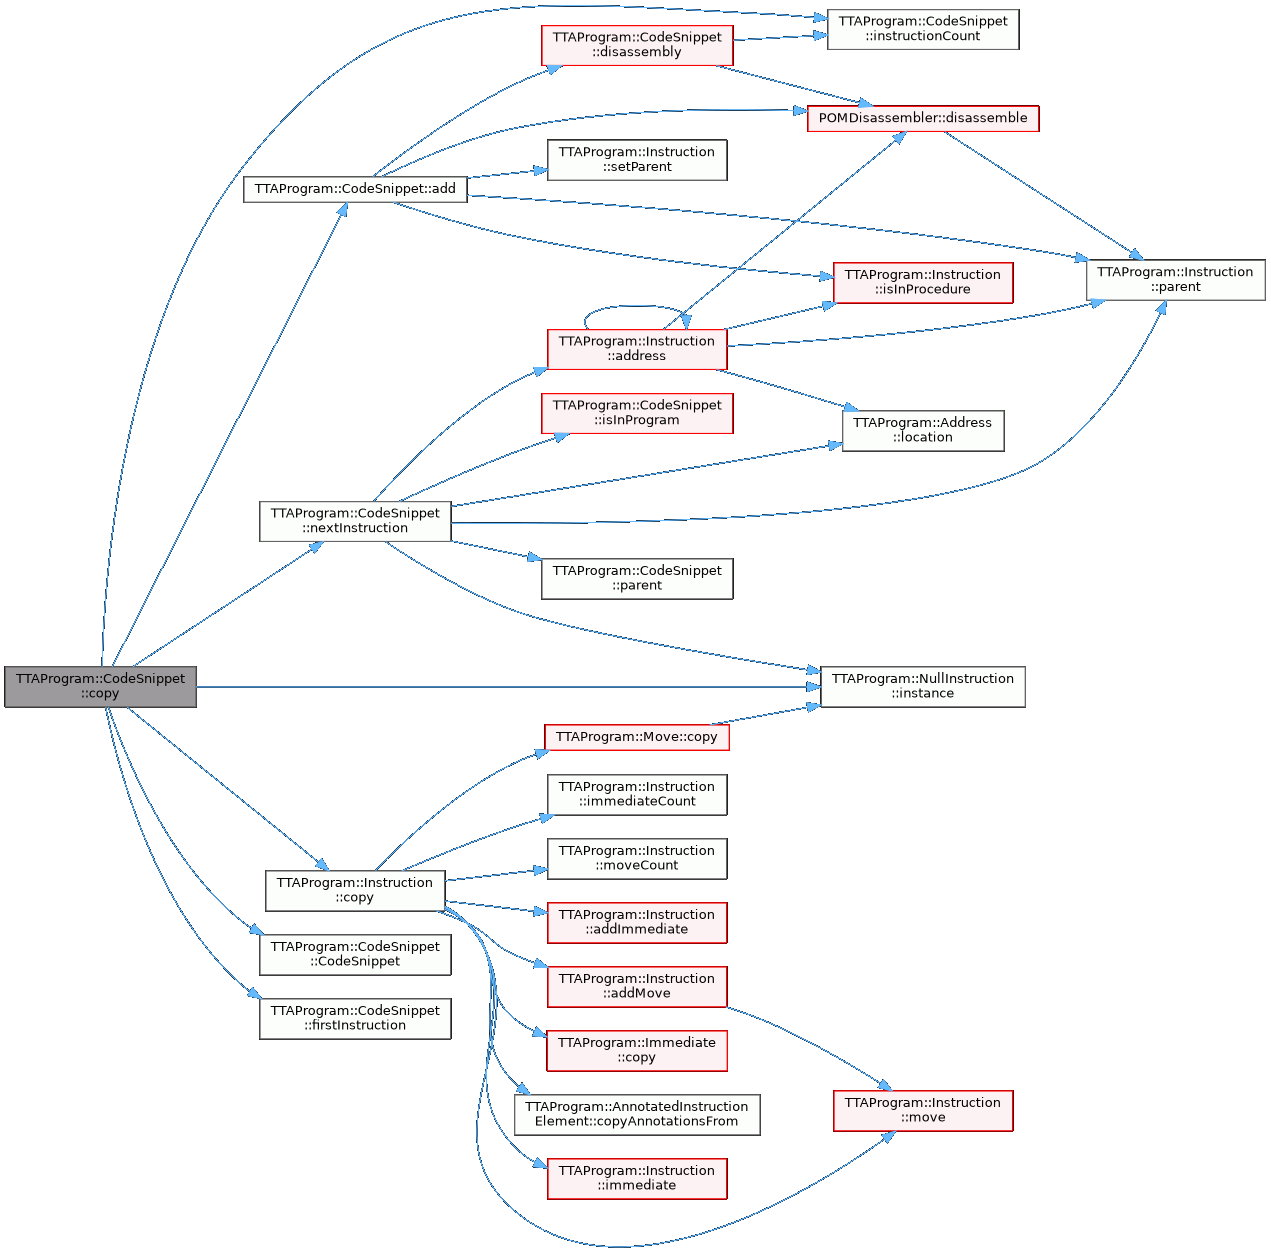 TTAProgram::CodeSnippet
::instructionCount
TTAProgram::CodeSnippet
::disassembly
POMDisassembler::disassemble
TTAProgram::Instruction
::setParent
TTAProgram::CodeSnippet::add
TTAProgram::Instruction
::parent
TTAProgram::Instruction
::isInProcedure
TTAProgram::Instruction
::address
TTAProgram::CodeSnippet
::isInProgram
TTAProgram::Address
::location
TTAProgram::CodeSnippet
::nextInstruction
TTAProgram::CodeSnippet
::parent
TTAProgram::CodeSnippet
::copy
TTAProgram::NullInstruction
::instance
TTAProgram::Move::copy
TTAProgram::Instruction
::immediateCount
TTAProgram::Instruction
::moveCount
TTAProgram::Instruction
::copy
TTAProgram::Instruction
::addImmediate
TTAProgram::CodeSnippet
::CodeSnippet
TTAProgram::Instruction
::addMove
TTAProgram::CodeSnippet
::firstInstruction
TTAProgram::Immediate
::copy
TTAProgram::AnnotatedInstruction
Element::copyAnnotationsFrom
TTAProgram::Instruction
::move
TTAProgram::Instruction
::immediate